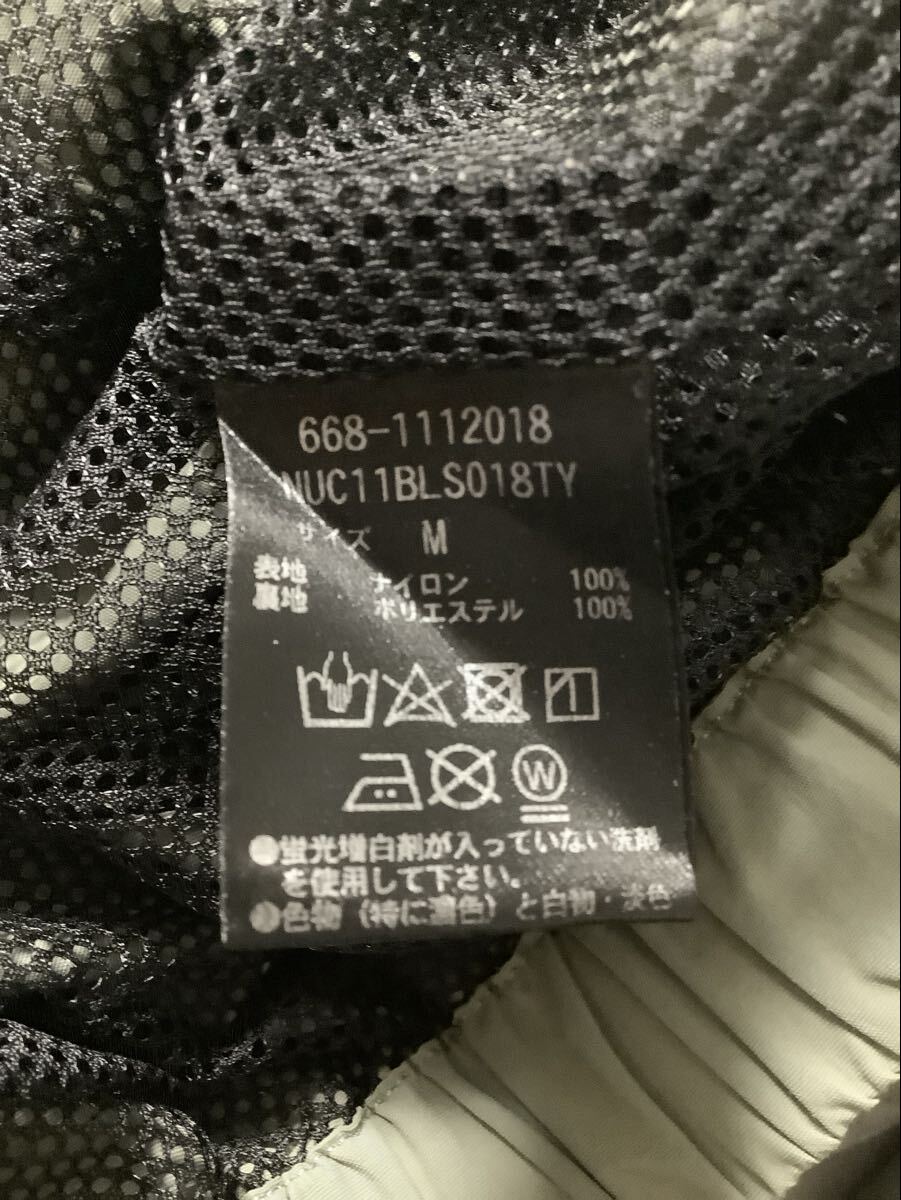 668-1112018
NUC11BLS018TY
サイズ M
表地 ナイロン 100%
裏地 ポリエステル 100%
W
●蛍光増白剤が入っていない洗剤
を使用して下さい。
●色物（特に濃色）と白物・淡色